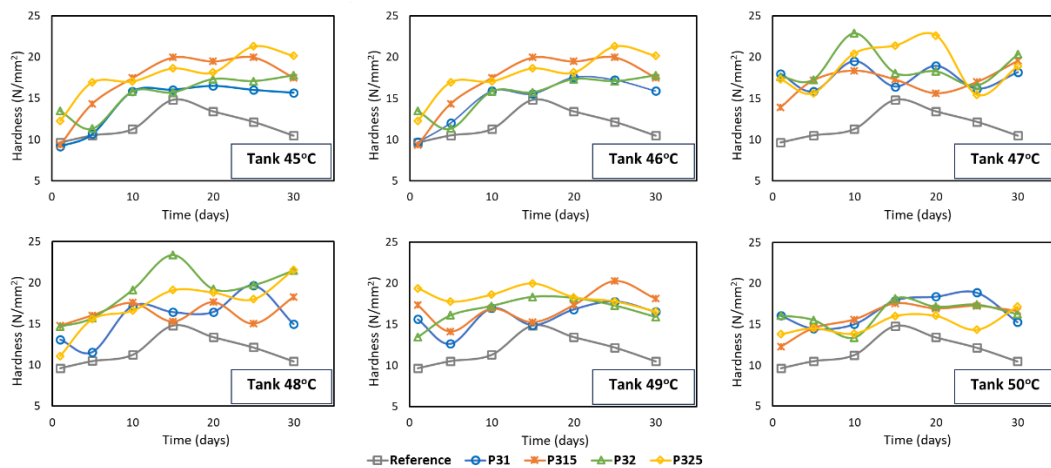 25
20
15
10
5
Hardness (N/mm²)
0 10 20 30
Time (days)
Tank 45°C
25
20
15
10
5
Hardness (N/mm²)
0 10 20 30
Time (days)
Tank 46°C
25
20
15
10
5
Hardness (N/mm²)
0 10 20 30
Time (days)
Tank 47°C
25
20
15
10
5
Hardness (N/mm²)
0 10 20 30
Time (days)
Tank 48°C
25
20
15
10
5
Hardness (N/mm²)
0 10 20 30
Time (days)
Tank 49°C
25
20
15
10
5
Hardness (N/mm²)
0 10 20 30
Time (days)
Tank 50°C
Reference P31 P315 P32 P325